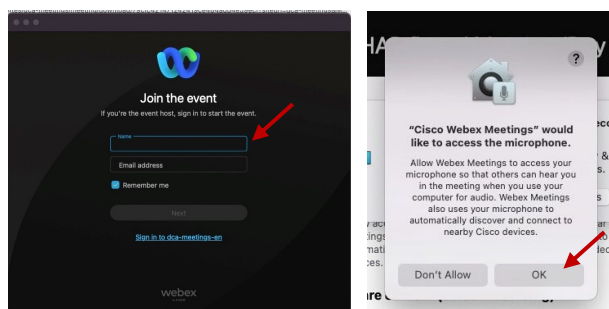 Join the event
If you're the event host, sign in to start the event.
Name
Email address
Remember me
Next
Sign in to dca-meetings-en
webex
HA
y
?
“Cisco Webex Meetings” would
like to access the microphone.
Allow Webex Meetings to access your
microphone so that others can hear you
in the meeting when you use your
computer for audio. Webex Meetings
also uses your microphone to
automatically discover and connect to
nearby Cisco devices.
Don't Allow
OK